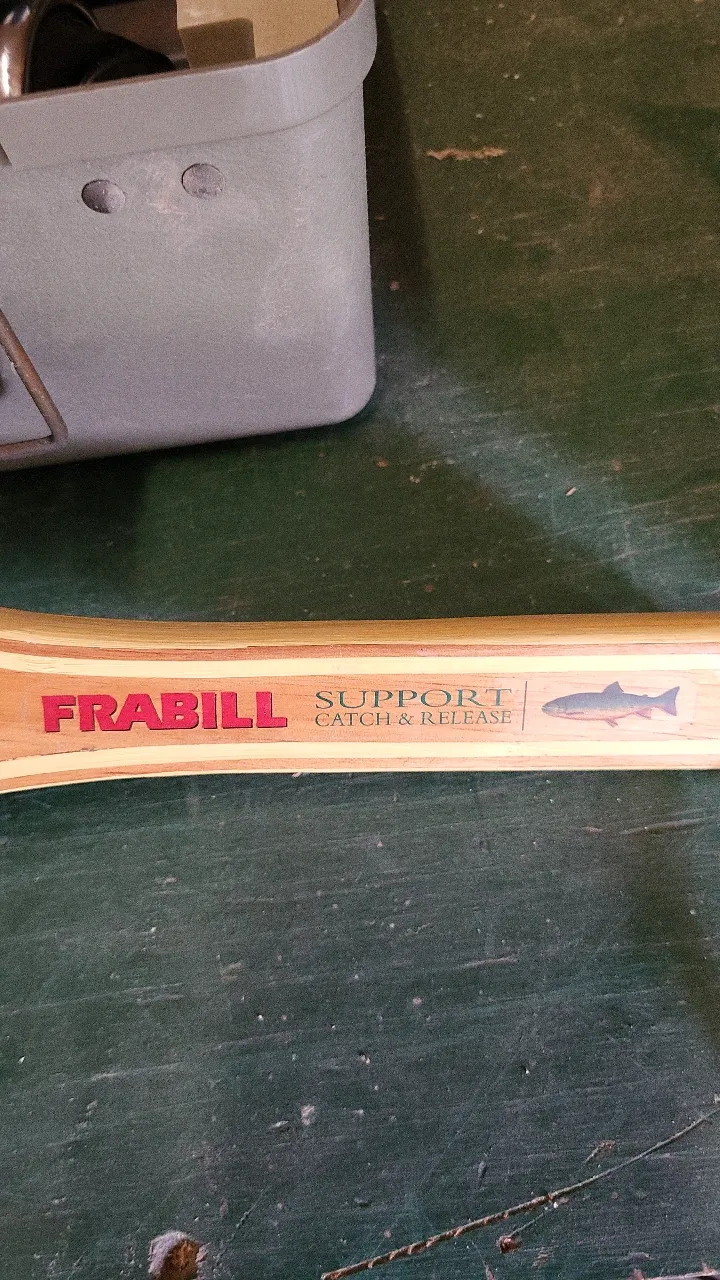 FRABILL
SUPPORT
CATCH & RELEASE